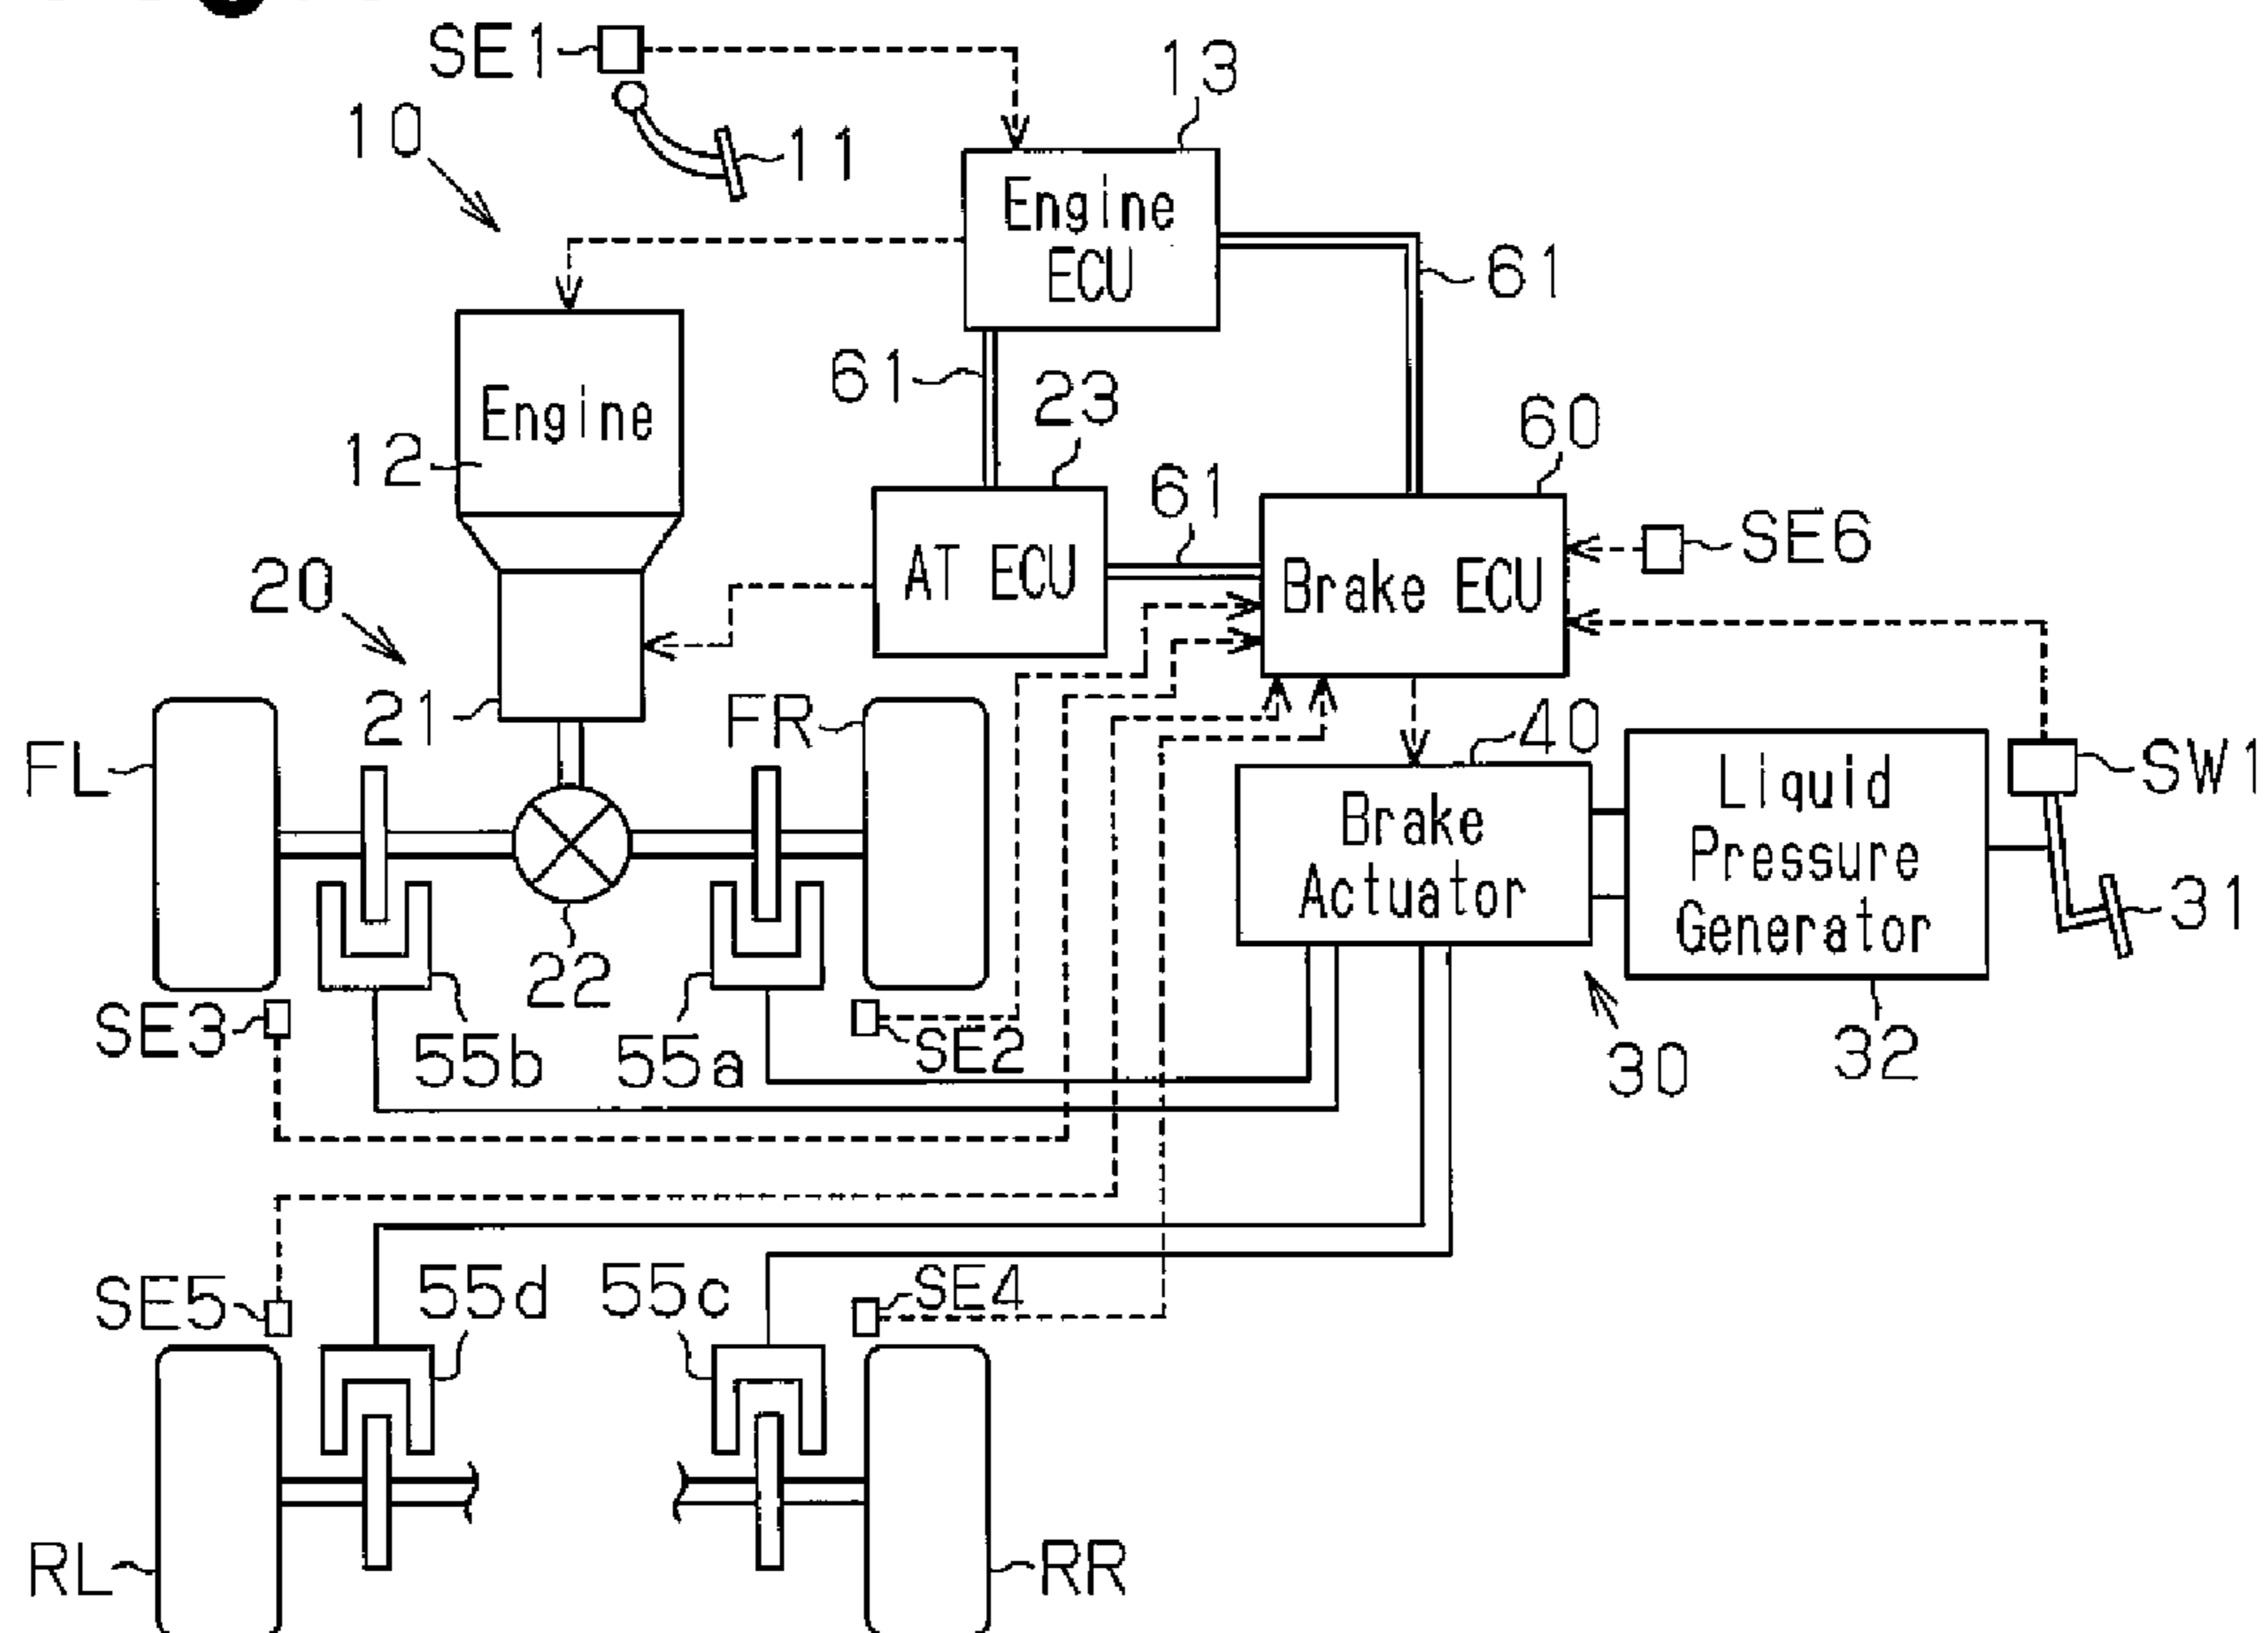 SE1
13
10
11
Engine
ECU
61
61
23
Engine
12
60
61
SE6
AT ECU
Brake ECU
20
21
FR
40
FL
SW1
Liquid
Pressure
Generator
Brake
Actuator
31
22
SE3
55b
55a
SE2
30
32
SE5
55d
55c
SE4
RL
RR